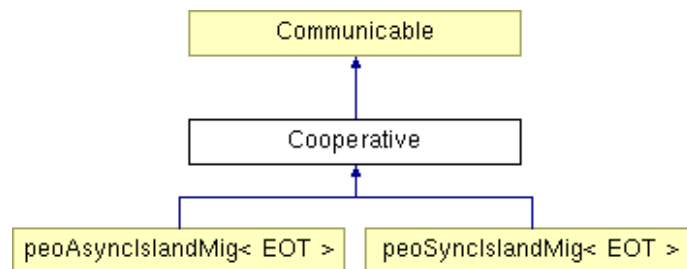 Communicable
Cooperative
peoAsyncIslandMig< EOT >
peoSyncIslandMig< EOT >